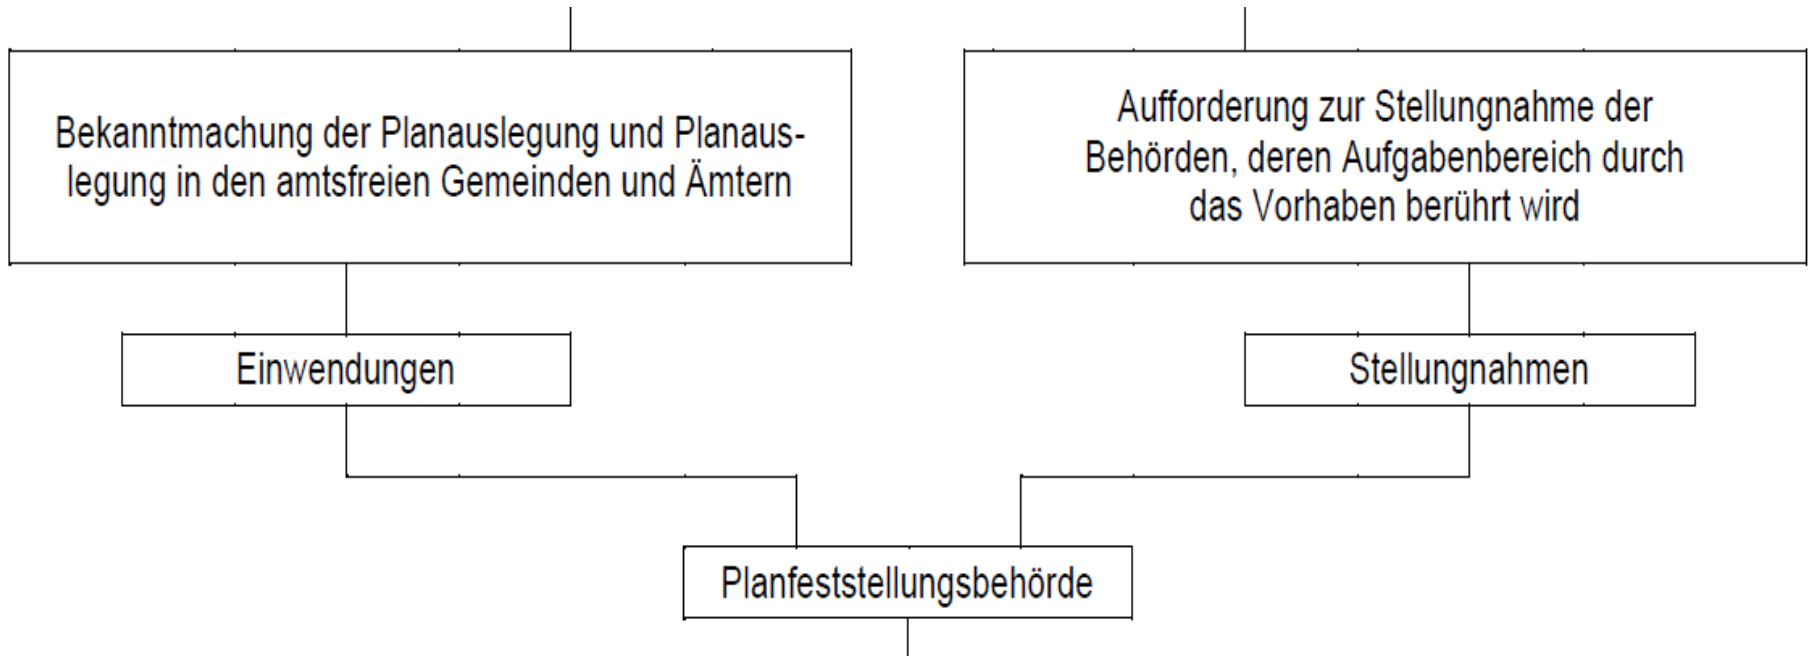 Bekanntmachung der Planauslegung und Planaus-
legung in den amtsfreien Gemeinden und Ämtern
Aufforderung zur Stellungnahme der
Behörden, deren Aufgabenbereich durch
das Vorhaben berührt wird
Einwendungen
Stellungnahmen
Planfeststellungsbehörde